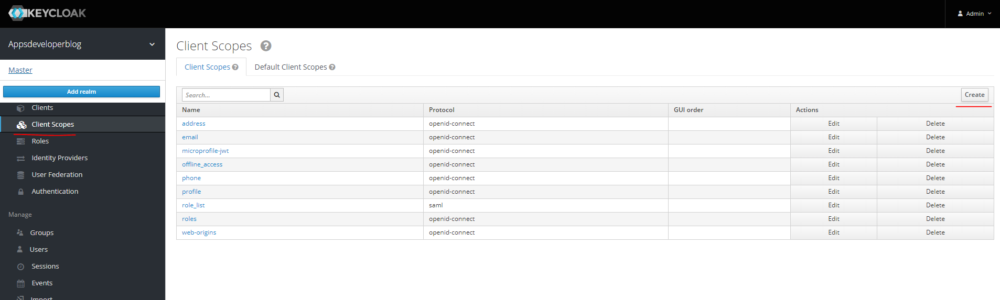 KEYCLOAK
Admin
Appsdeveloperblog
Master
Add realm
Clients
Client Scopes
Roles
Identity Providers
User Federation
Authentication
Manage
Groups
Users
Sessions
Events
Import
Client Scopes ?
Client Scopes ? Default Client Scopes ?
Search...
Create
Name Protocol GUI order Actions
address openid-connect Edit Delete
email openid-connect Edit Delete
microprofile-jwt openid-connect Edit Delete
offline_access openid-connect Edit Delete
phone openid-connect Edit Delete
profile openid-connect Edit Delete
role_list saml Edit Delete
roles openid-connect Edit Delete
web-origins openid-connect Edit Delete